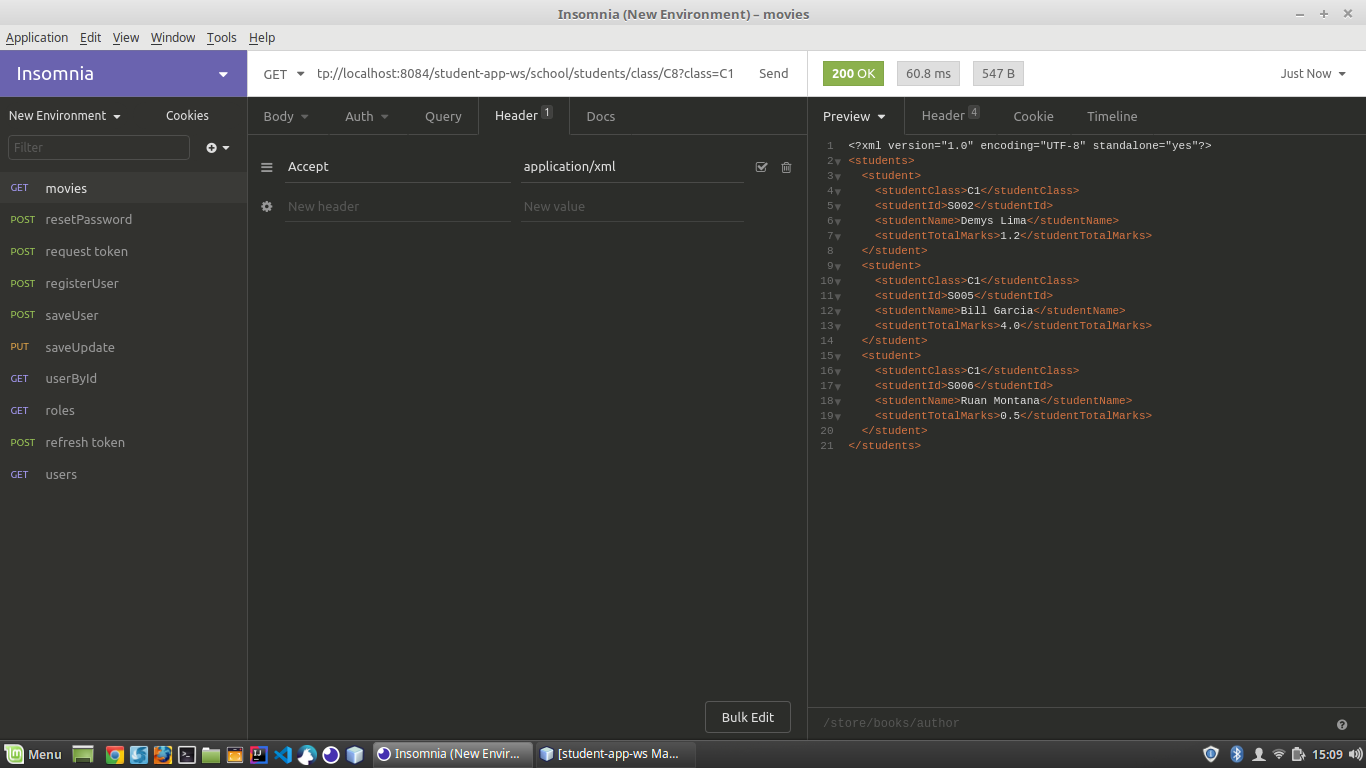 Insomnia (New Environment) – movies
Application Edit View Window Tools Help
Insomnia
GET tp://localhost:8084/student-app-ws/school/students/class/C8?class=C1 Send
200 OK 60.8 ms 547 B Just Now
New Environment Cookies
Filter
GET movies
POST resetPassword
POST request token
POST registerUser
POST saveUser
PUT saveUpdate
GET userById
GET roles
POST refresh token
GET users
Body Auth Query Header 1 Docs
Accept application/xml
New header New value
Bulk Edit
Preview Header 4 Cookie Timeline
1 <?xml version="1.0" encoding="UTF-8" standalone="yes"?>
2 <students>
3 <student>
4 <studentClass>C1</studentClass>
5 <studentId>S002</studentId>
6 <studentName>Demys Lima</studentName>
7 <studentTotalMarks>1.2</studentTotalMarks>
8 </student>
9 <student>
10 <studentClass>C1</studentClass>
11 <studentId>S005</studentId>
12 <studentName>Bill Garcia</studentName>
13 <studentTotalMarks>4.0</studentTotalMarks>
14 </student>
15 <student>
16 <studentClass>C1</studentClass>
17 <studentId>S006</studentId>
18 <studentName>Ruan Montana</studentName>
19 <studentTotalMarks>0.5</studentTotalMarks>
20 </student>
21 </students>
/store/books/author
Menu Insomnia (New Envir... [student-app-ws Ma... 15:09